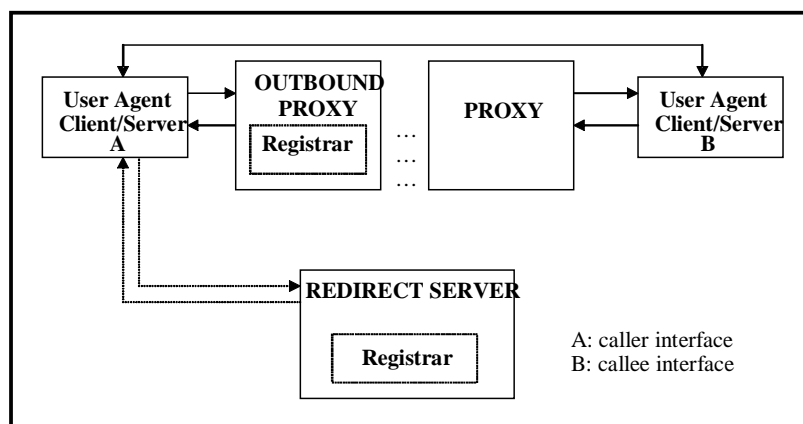 User Agent
Client/Server
A
OUTBOUND
PROXY
Registrar
…
…
…
PROXY
User Agent
Client/Server
B
REDIRECT SERVER
Registrar
A: caller interface
B: callee interface